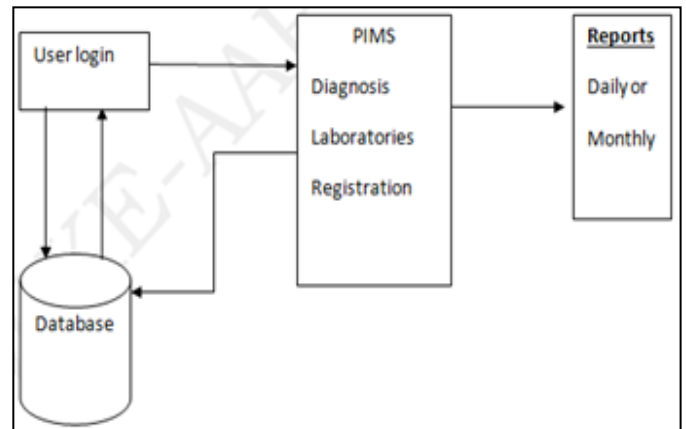 User login
PIMS
Diagnosis
Laboratories
Registration
Reports
Daily or
Monthly
Database